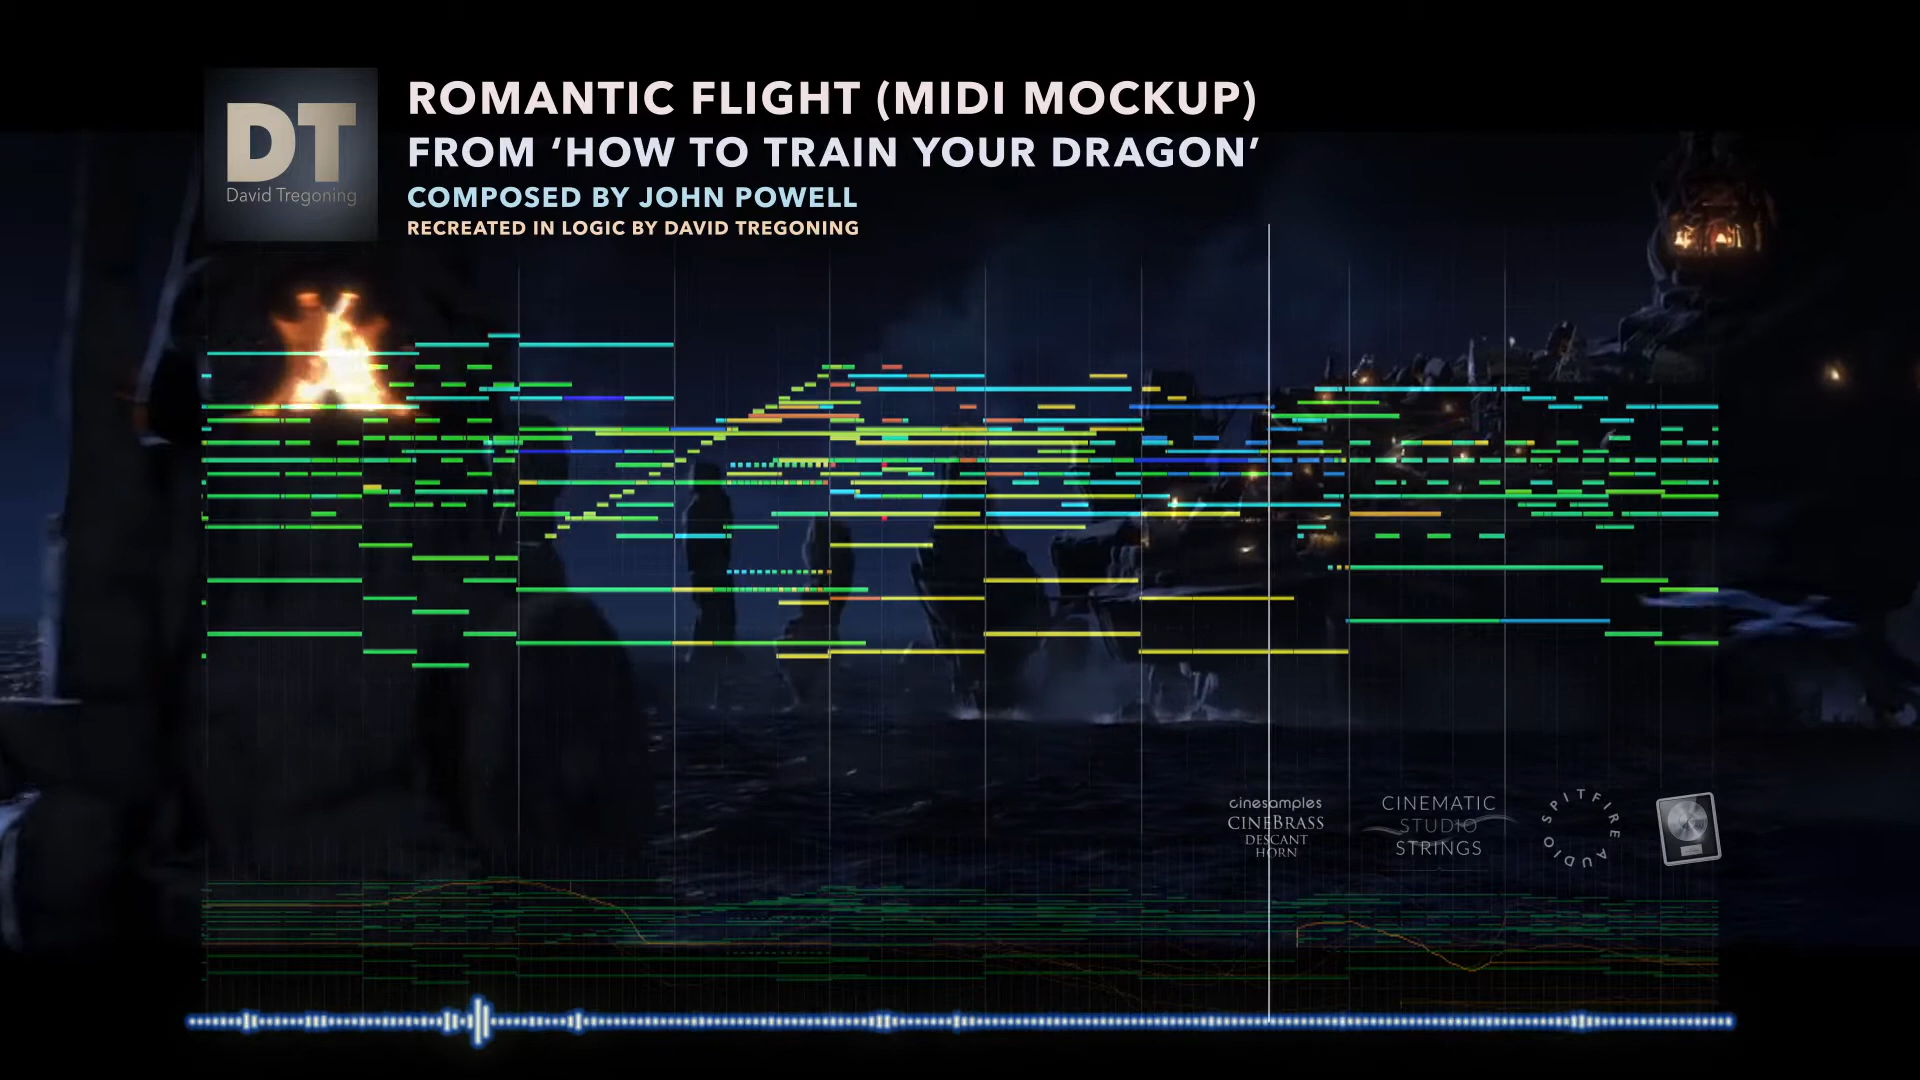 DT
David Tregoning
ROMANTIC FLIGHT (MIDI MOCKUP)
FROM ‘HOW TO TRAIN YOUR DRAGON’
COMPOSED BY JOHN POWELL
RECREATED IN LOGIC BY DAVID TREGONING
cinesamples
CINEBRASS
DESCANT
HORN
CINEMATIC
STUDIO
STRINGS
SPITFIRE AUDIO